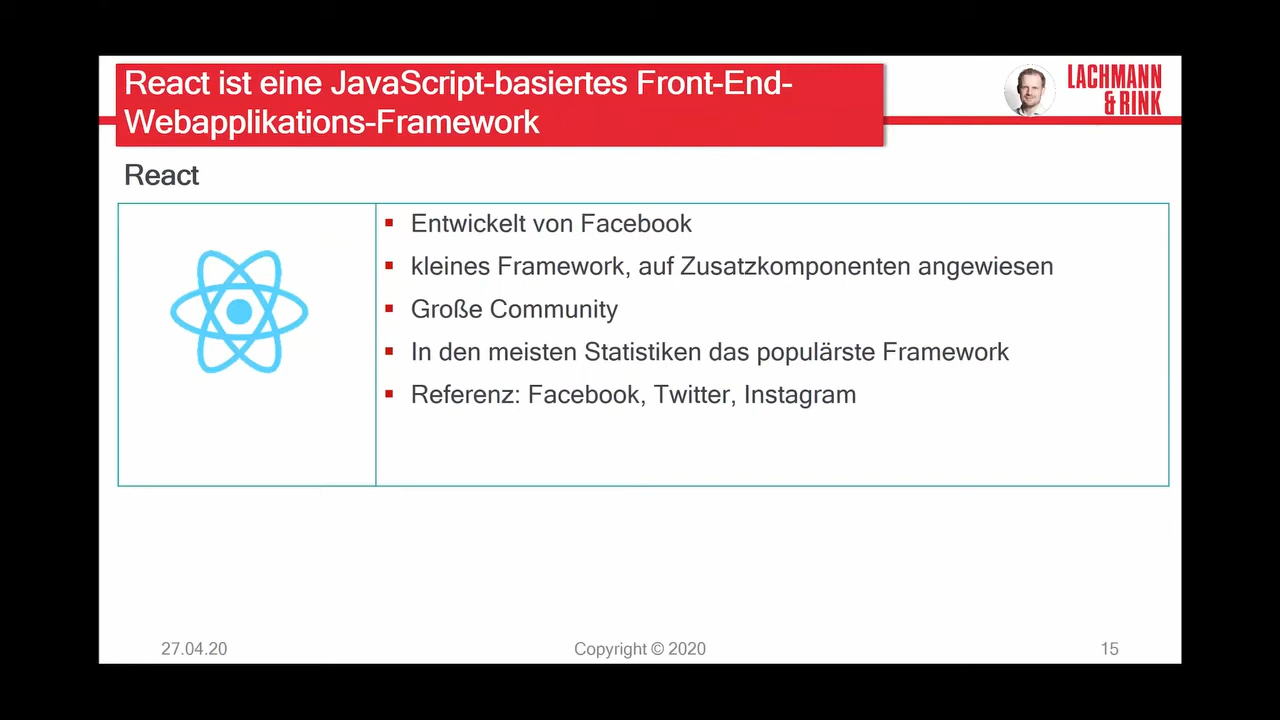 React ist eine JavaScript-basiertes Front-End-
Webapplikations-Framework
LACHMANN
& RINK
React
▪ Entwickelt von Facebook
▪ kleines Framework, auf Zusatzkomponenten angewiesen
▪ Große Community
▪ In den meisten Statistiken das populärste Framework
▪ Referenz: Facebook, Twitter, Instagram
27.04.20
Copyright © 2020
15